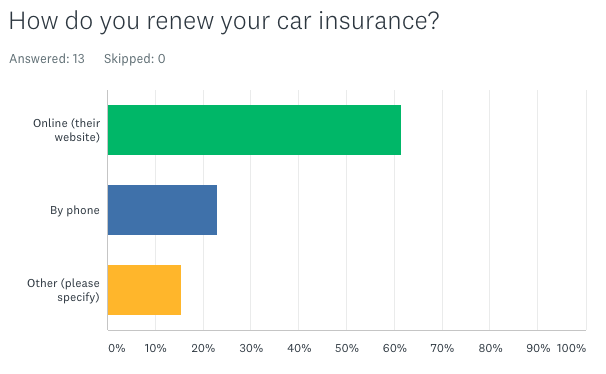 How do you renew your car insurance?
Answered: 13 Skipped: 0
Online (their
website)
By phone
Other (please
specify)
0% 10% 20% 30% 40% 50% 60% 70% 80% 90% 100%